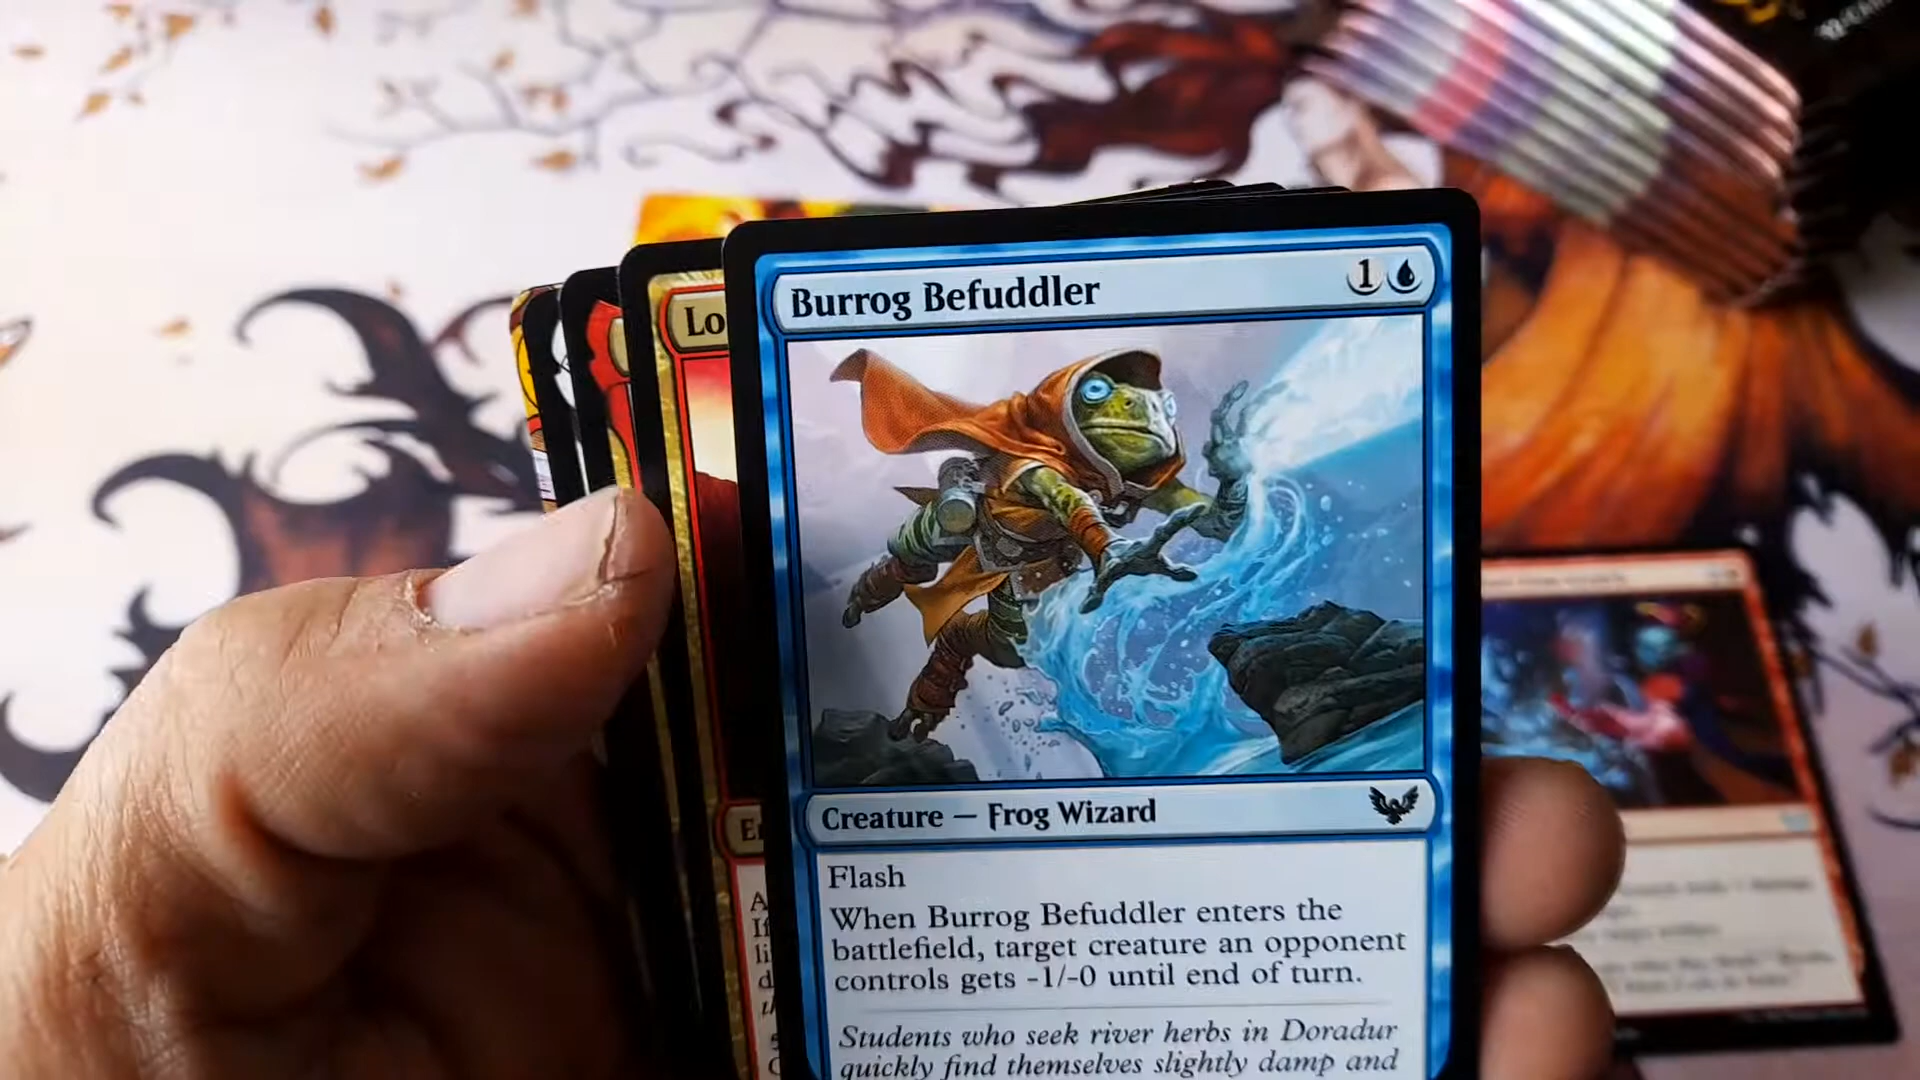 Burrog Befuddler
1
Lo
Creature — Frog Wizard
Flash
When Burrog Befuddler enters the
battlefield, target creature an opponent
controls gets -1/-0 until end of turn.
Students who seek river herbs in Doradur
quickly find themselves slightly damp and